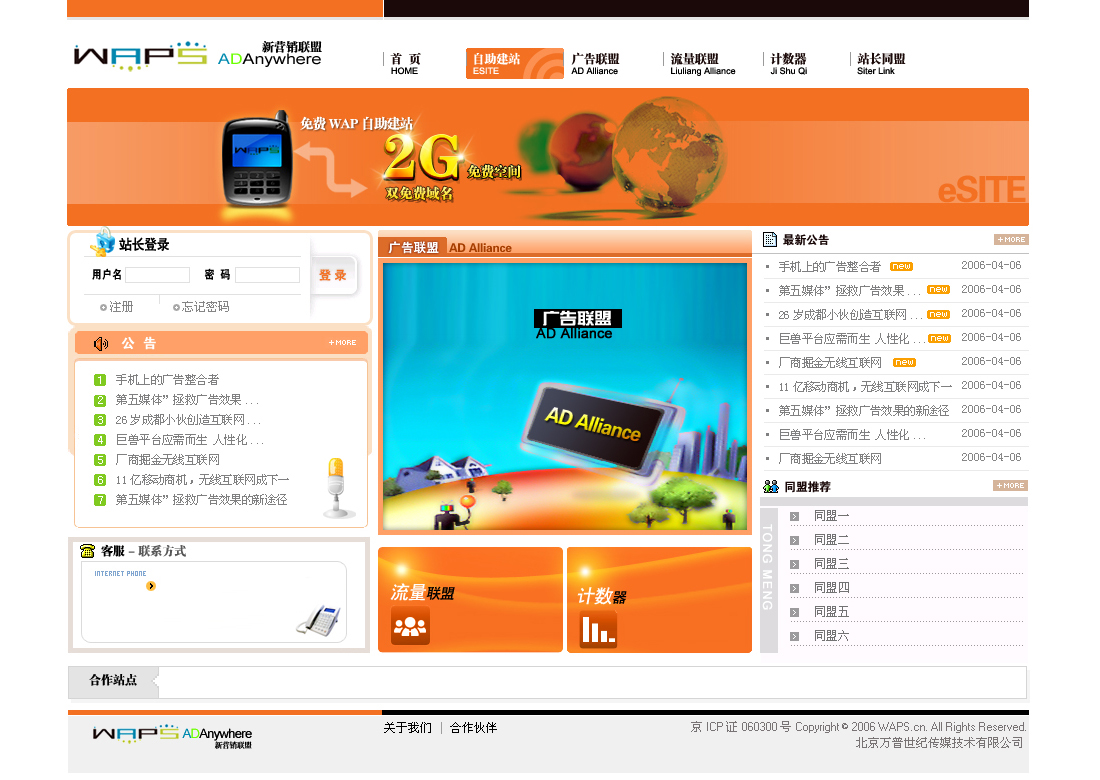 WAPS ADAnywhere 新营销联盟
首 页 HOME
自助建站 ESITE
广告联盟 AD Alliance
流量联盟 Liuliang Alliance
计数器 Ji Shu Qi
站长同盟 Siter Link
免费 WAP 自助建站
WAPS
2G 免费空间
双免费域名
eSITE
站长登录
用户名 密 码 登 录
注册 忘记密码
公 告 +MORE
1 手机上的广告整合者
2 第五媒体”拯救广告效果 . . .
3 26 岁成都小伙创造互联网 . . .
4 巨兽平台应需而生 人性化 . . .
5 厂商掘金无线互联网
6 11 亿移动商机，无线互联网成下一
7 第五媒体”拯救广告效果的新途径
客服 – 联系方式
INTERNET PHONE
广告联盟 AD Alliance
广告联盟
AD Alliance
AD Alliance
流量联盟
计数器
最新公告 +MORE
手机上的广告整合者 new 2006-04-06
第五媒体”拯救广告效果 . . . new 2006-04-06
26 岁成都小伙创造互联网 . . . new 2006-04-06
巨兽平台应需而生 人性化 . . . new 2006-04-06
厂商掘金无线互联网 new 2006-04-06
11 亿移动商机，无线互联网成下一 2006-04-06
第五媒体”拯救广告效果的新途径 2006-04-06
巨兽平台应需而生 人性化 . . . 2006-04-06
厂商掘金无线互联网 2006-04-06
同盟推荐 +MORE
TONG MENG
同盟一
同盟二
同盟三
同盟四
同盟五
同盟六
合作站点
WAPS ADAnywhere 新营销联盟
关于我们 | 合作伙伴
京 ICP 证 060300 号 Copyright © 2006 WAPS.cn. All Rights Reserved.
北京万普世纪传媒技术有限公司